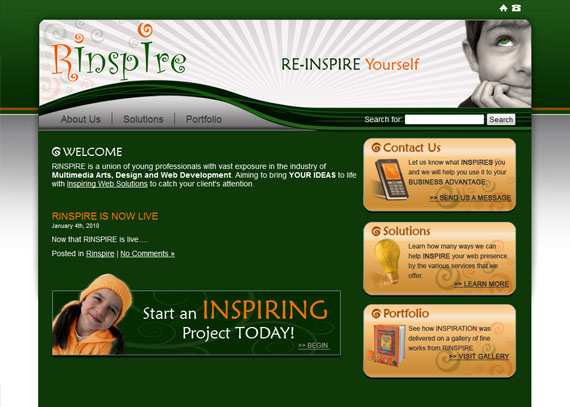 RInspIre
RE-INSPIRE Yourself
About Us
Solutions
Portfolio
Search for:
Search
WELCOME
RINSPIRE is a union of young professionals with vast exposure in the industry of
Multimedia Arts, Design and Web Development. Aiming to bring YOUR IDEAS to life
with Inspiring Web Solutions to catch your client's attention.
RINSPIRE IS NOW LIVE
January 4th, 2010
Now that RINSPIRE is live....
Posted in Rinspire | No Comments »
Start an INSPIRING
Project TODAY!
>> BEGIN
Contact Us
Let us know what INSPIRES you
and we will help you use it to your
BUSINESS ADVANTAGE.
>> SEND US A MESSAGE
Solutions
Learn how many ways we can
help INSPIRE your web presence
by the various services that we
offer.
>> LEARN MORE
Portfolio
See how INSPIRATION was
delivered on a gallery of fine
works from RINSPIRE.
>> VISIT GALLERY